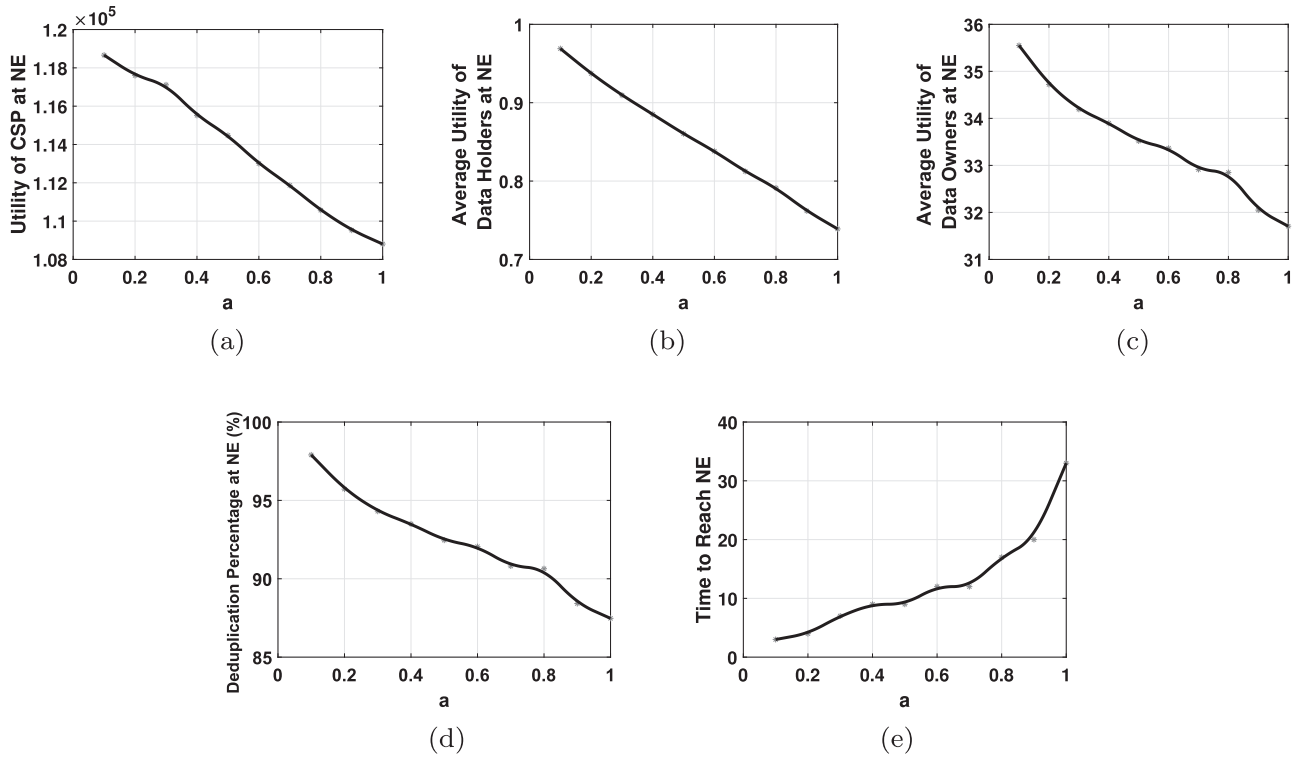 ×10⁵
1.2
1.18
1.16
1.14
1.12
1.1
1.08
0 0.2 0.4 0.6 0.8 1
Utility of CSP at NE
a
(a)
1
0.9
0.8
0.7
0 0.2 0.4 0.6 0.8 1
Average Utility of
Data Holders at NE
a
(b)
36
35
34
33
32
31
0 0.2 0.4 0.6 0.8 1
Average Utility of
Data Owners at NE
a
(c)
100
95
90
85
0 0.2 0.4 0.6 0.8 1
Deduplication Percentage at NE (%)
a
(d)
40
30
20
10
0
0 0.2 0.4 0.6 0.8 1
Time to Reach NE
a
(e)